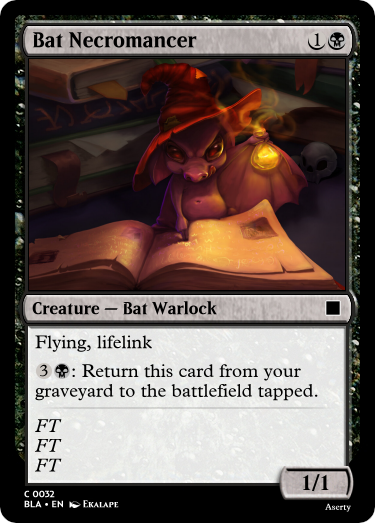 Bat Necromancer 1
Creature — Bat Warlock
Flying, lifelink
3: Return this card from your
graveyard to the battlefield tapped.
FT
FT
FT
1/1
C 0032
BLA • EN EKALAPE
Aserty